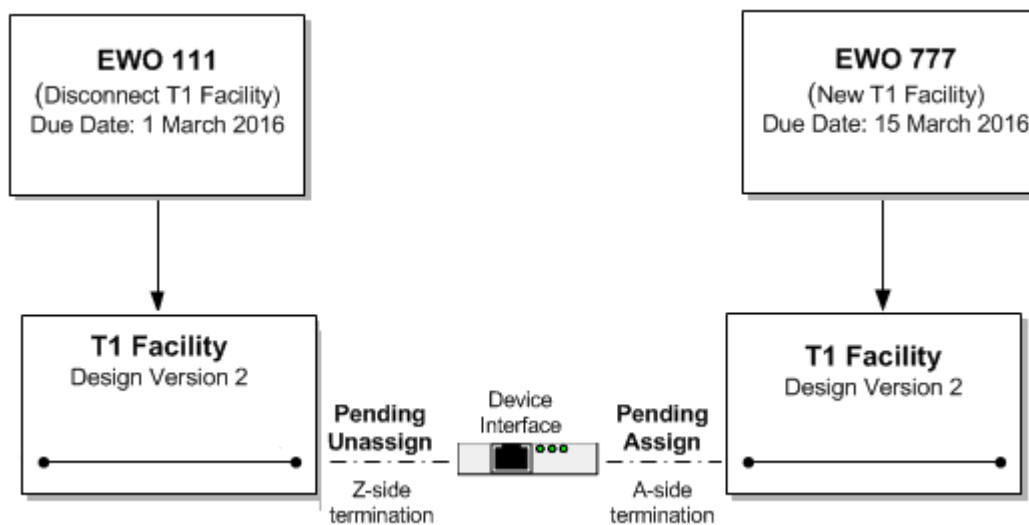 EWO 111
(Disconnect T1 Facility)
Due Date: 1 March 2016
EWO 777
(New T1 Facility)
Due Date: 15 March 2016
T1 Facility
Design Version 2
Pending
Unassign
Z-side
termination
Device
Interface
Pending
Assign
A-side
termination
T1 Facility
Design Version 2